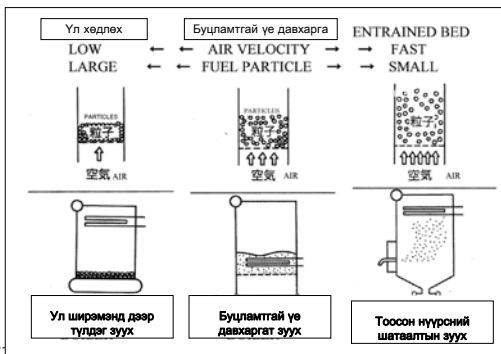 Үл хөдлөх Буцламтгай үе давхарга ENTRAINED BED
LOW ← ← AIR VELOCITY → → FAST
LARGE ← ← FUEL PARTICLE → → SMALL
PARTICLES PARTICLES
粒子 粒子 粒子
空気 AIR 空気 AIR 空気 AIR
Ул ширэмэнд дээр түлдэг зуух
Буцламтгай үе давхаргат зуух
Тоосон нүүрсний шатаалтын зуух